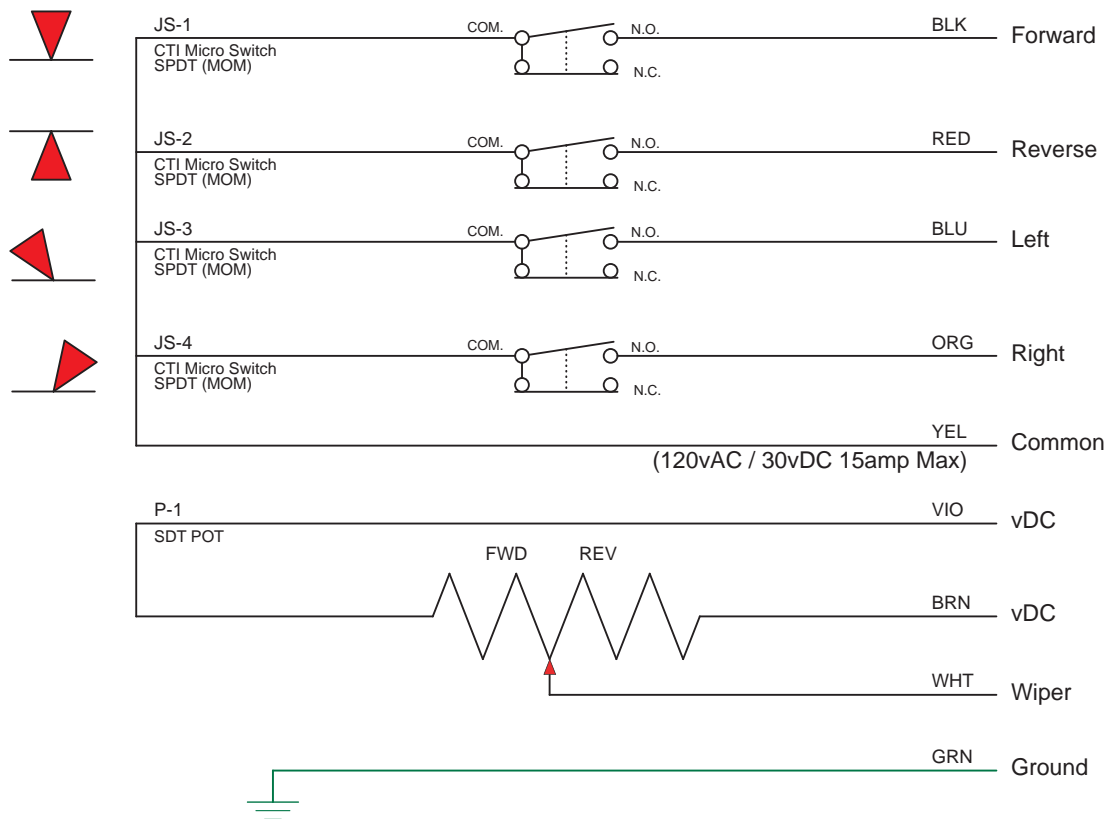 JS-1
COM.
N.O.
BLK
Forward
CTI Micro Switch
SPDT (MOM)
N.C.
JS-2
COM.
N.O.
RED
Reverse
CTI Micro Switch
SPDT (MOM)
N.C.
JS-3
COM.
N.O.
BLU
Left
CTI Micro Switch
SPDT (MOM)
N.C.
JS-4
COM.
N.O.
ORG
Right
CTI Micro Switch
SPDT (MOM)
N.C.
YEL
Common
(120vAC / 30vDC 15amp Max)
P-1
VIO
vDC
SDT POT
FWD
REV
BRN
vDC
WHT
Wiper
GRN
Ground